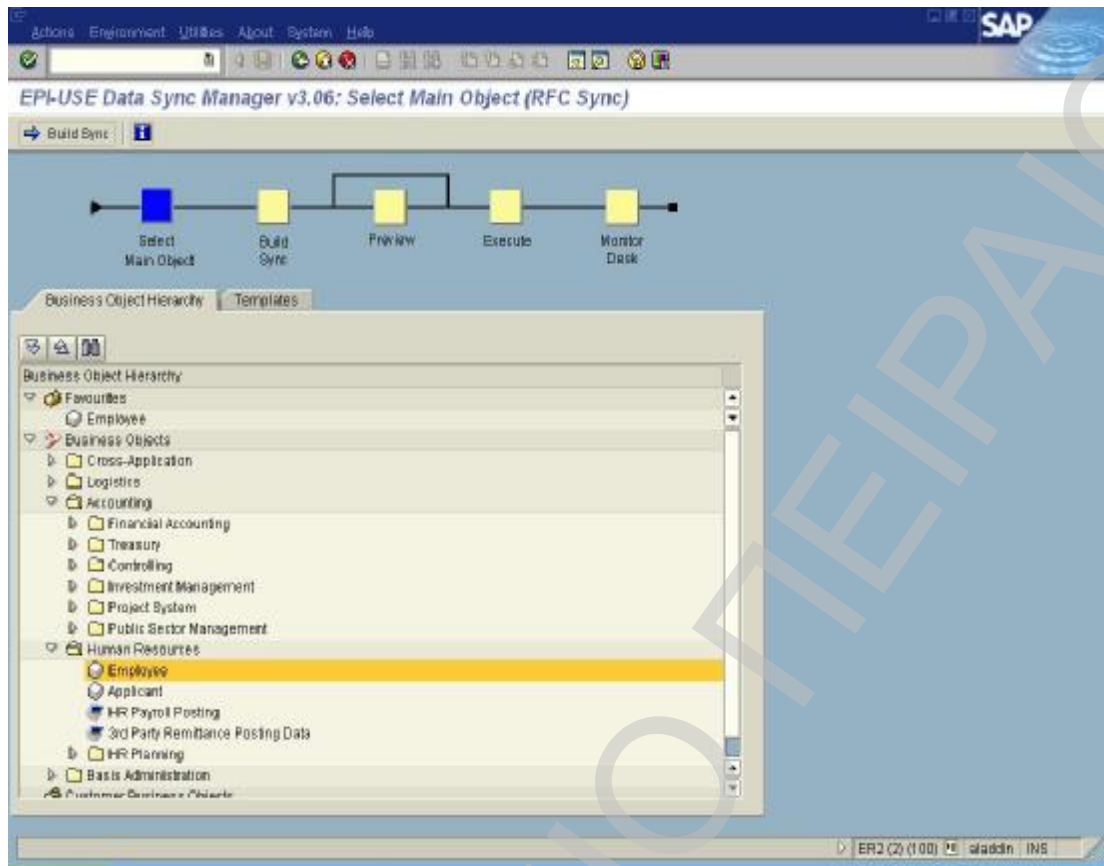 Actions Environment Utilities About System Help
SAP
EPI-USE Data Sync Manager v3.06: Select Main Object (RFC Sync)
Build Sync
Select Main Object
Build Sync
Preview
Execute
Monitor Desk
Business Object Hierarchy Templates
Business Object Hierarchy
Favourites
Employee
Business Objects
Cross-Application
Logistics
Accounting
Financial Accounting
Treasury
Controlling
Investment Management
Project System
Public Sector Management
Human Resources
Employee
Applicant
HR Payroll Posting
3rd Party Remittance Posting Data
HR Planning
Basis Administration
Customer Business Objects
ER2 (2) (100) aladdin INS